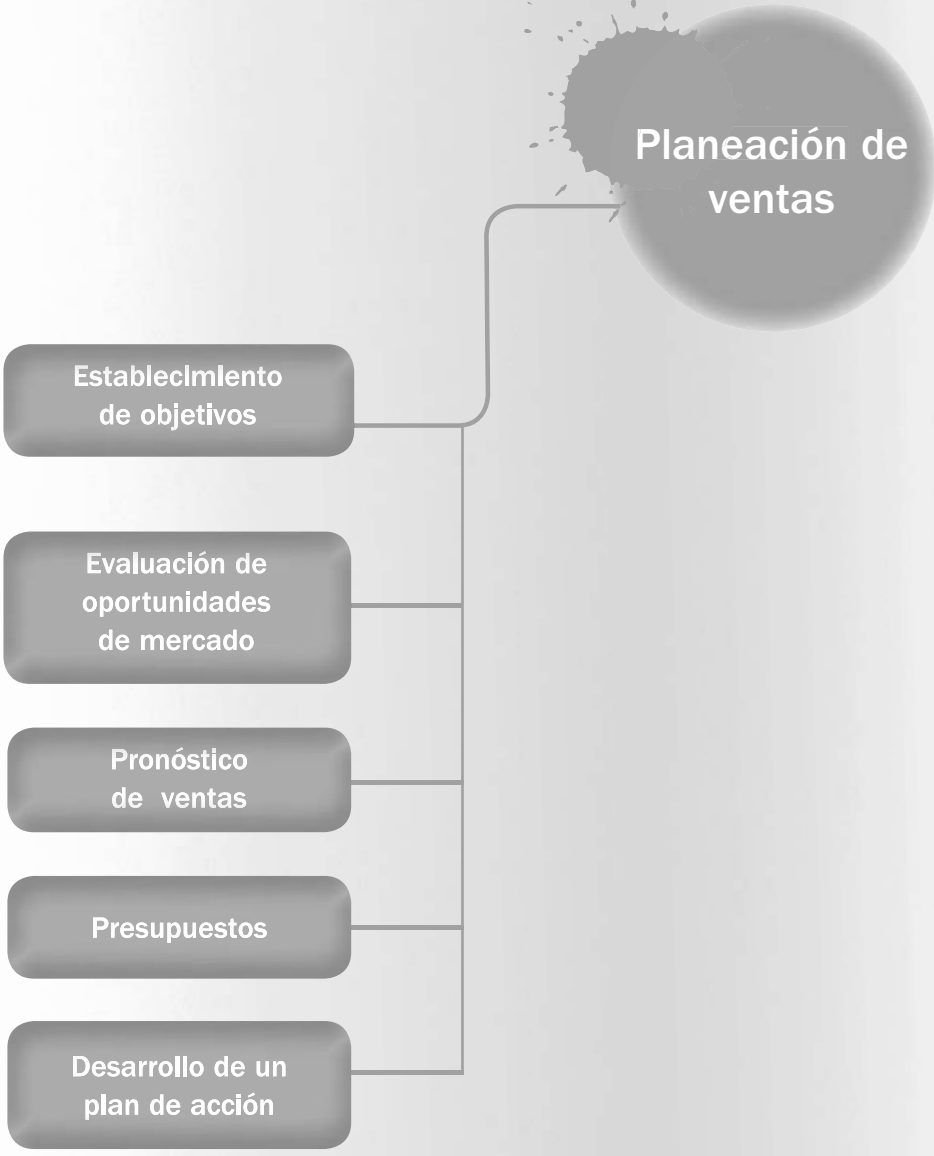 Planeación de
ventas
Establecimiento
de objetivos
Evaluación de
oportunidades
de mercado
Pronóstico
de ventas
Presupuestos
Desarrollo de un
plan de acción